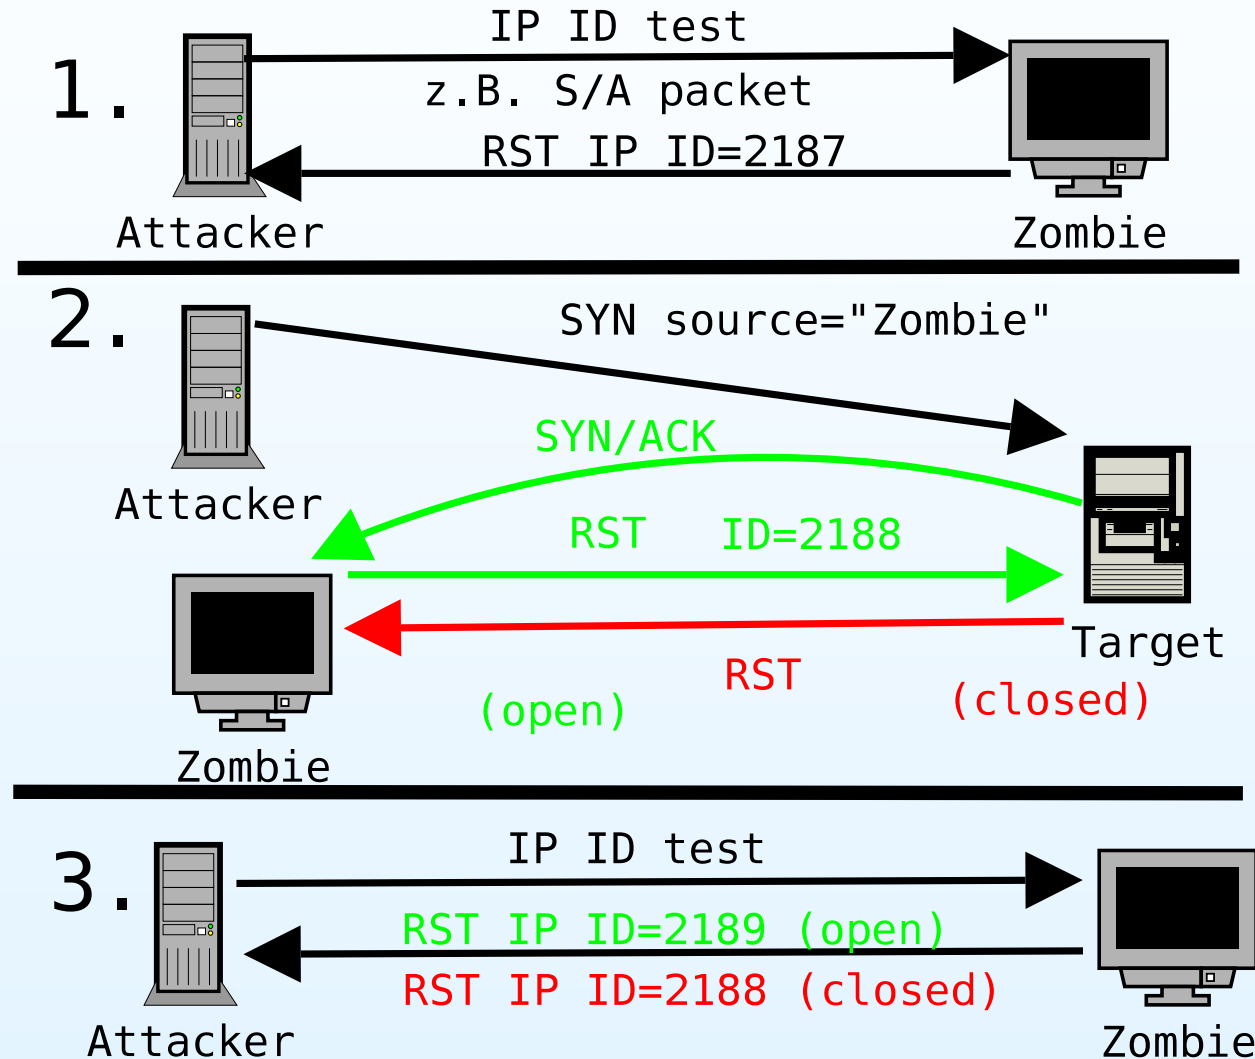 1.
IP ID test
z.B. S/A packet
RST IP ID=2187
Attacker
Zombie
2.
SYN source="Zombie"
SYN/ACK
Attacker
RST ID=2188
Target
RST
(open)
(closed)
Zombie
3.
IP ID test
RST IP ID=2189 (open)
RST IP ID=2188 (closed)
Attacker
Zombie